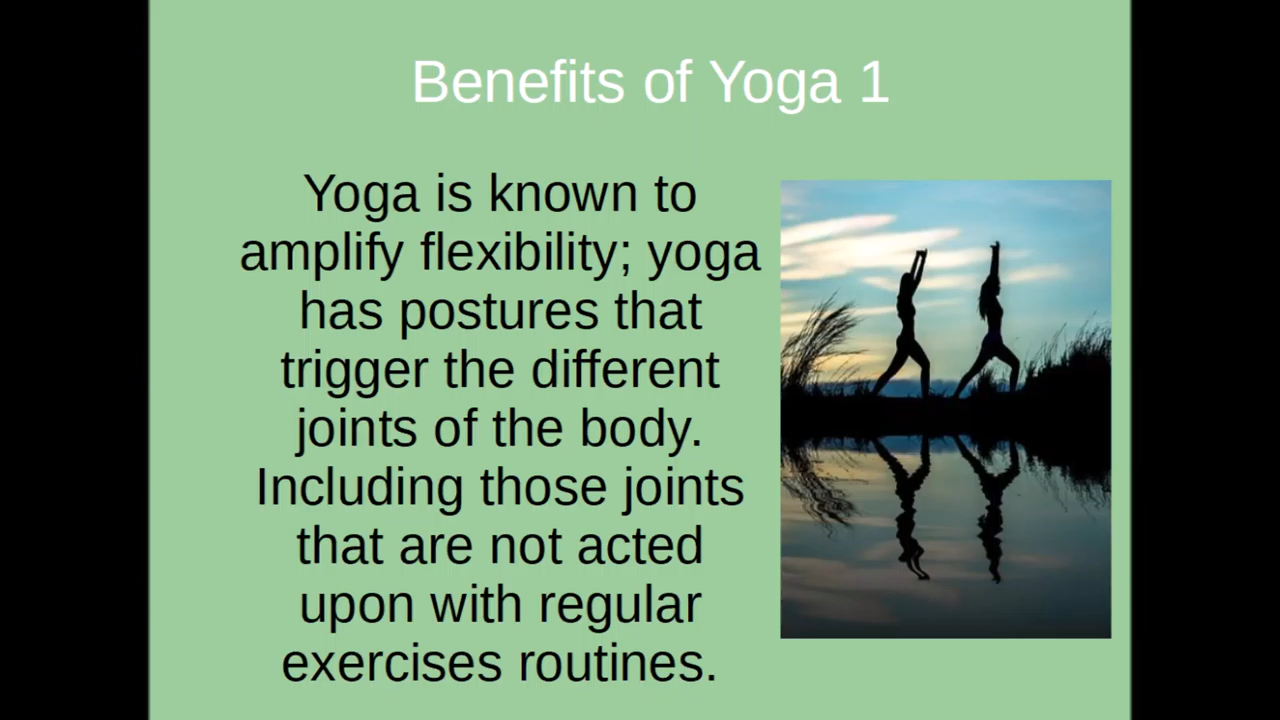 Benefits of Yoga 1
Yoga is known to
amplify flexibility; yoga
has postures that
trigger the different
joints of the body.
Including those joints
that are not acted
upon with regular
exercises routines.